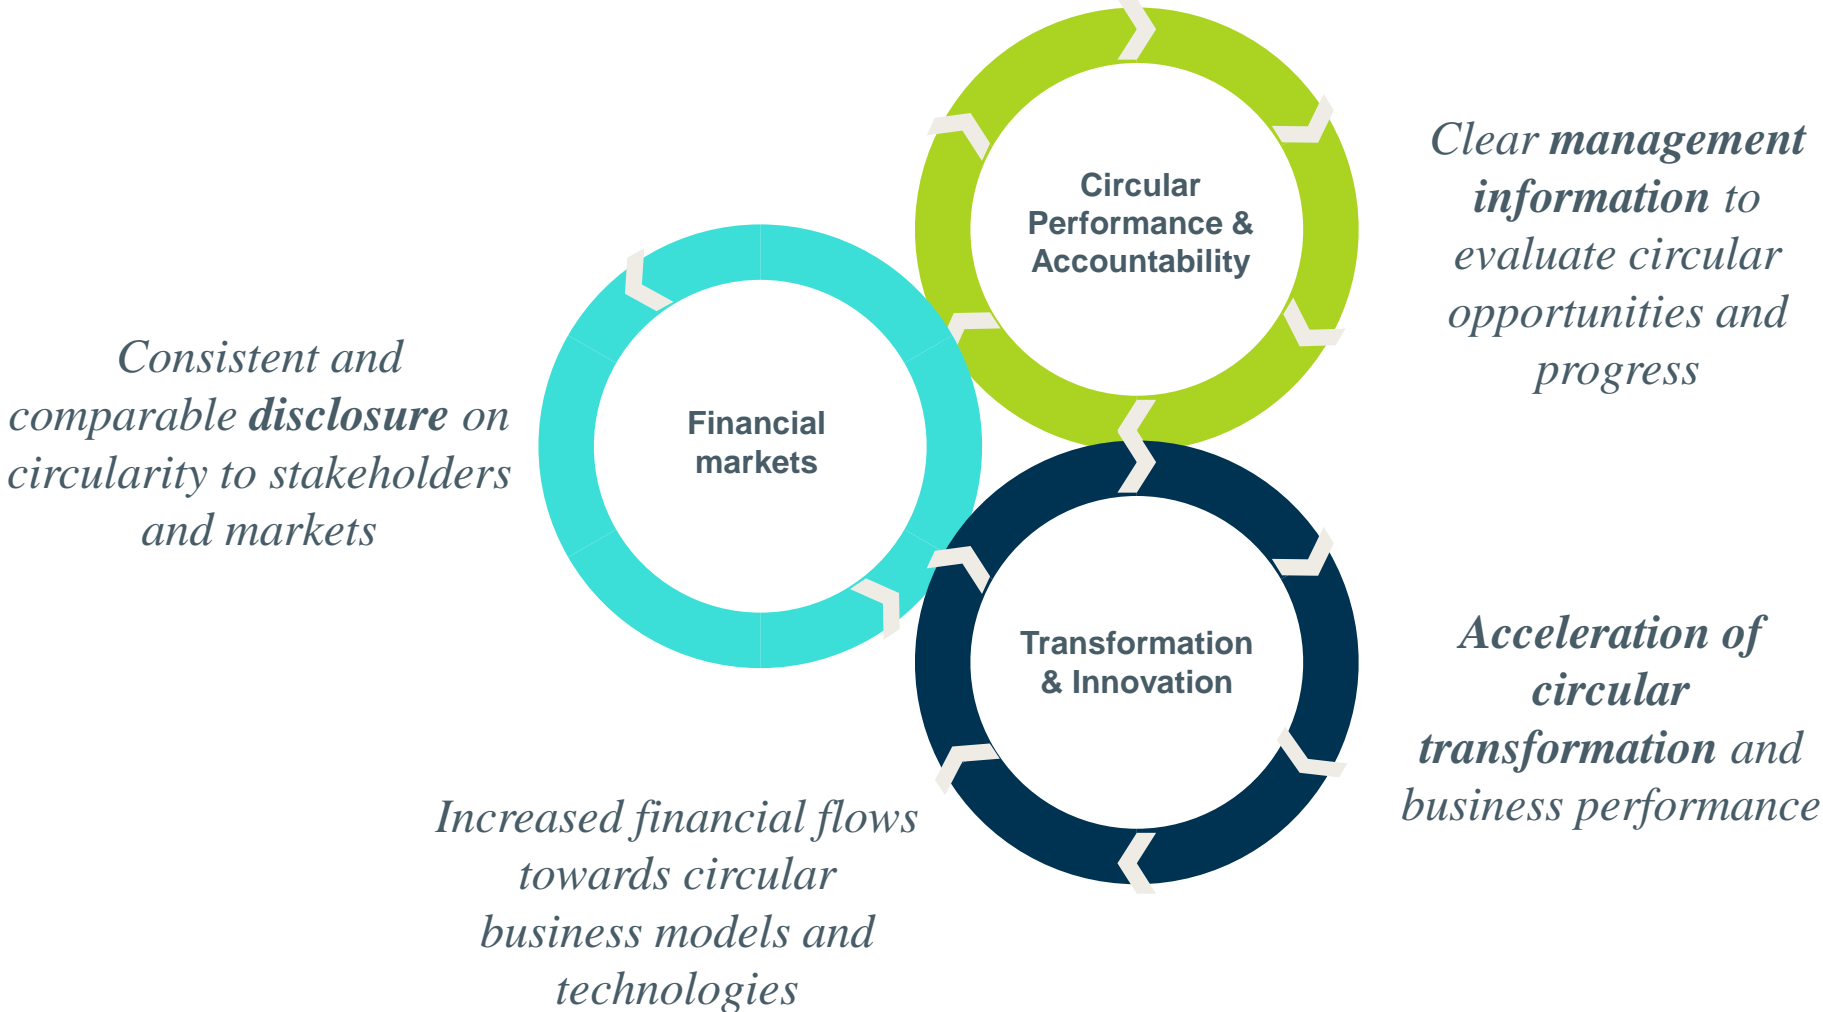 Circular
Performance &
Accountability
Clear management
information to
evaluate circular
opportunities and
progress
Consistent and
comparable disclosure on
circularity to stakeholders
and markets
Financial
markets
Transformation
& Innovation
Acceleration of
circular
transformation and
business performance
Increased financial flows
towards circular
business models and
technologies